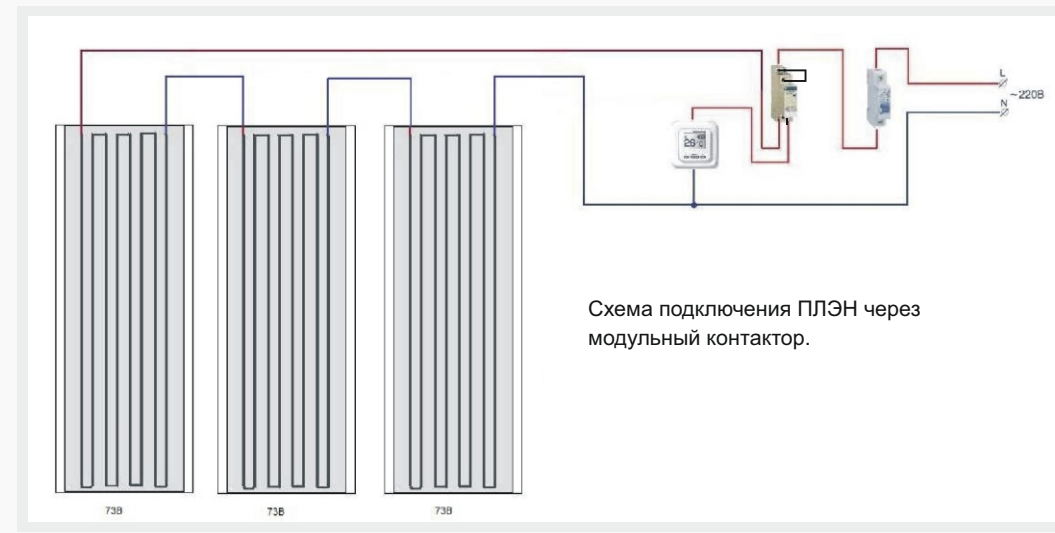 L
~220В
N
Схема подключения ПЛЭН через
модульный контактор.
73В
73В
73В